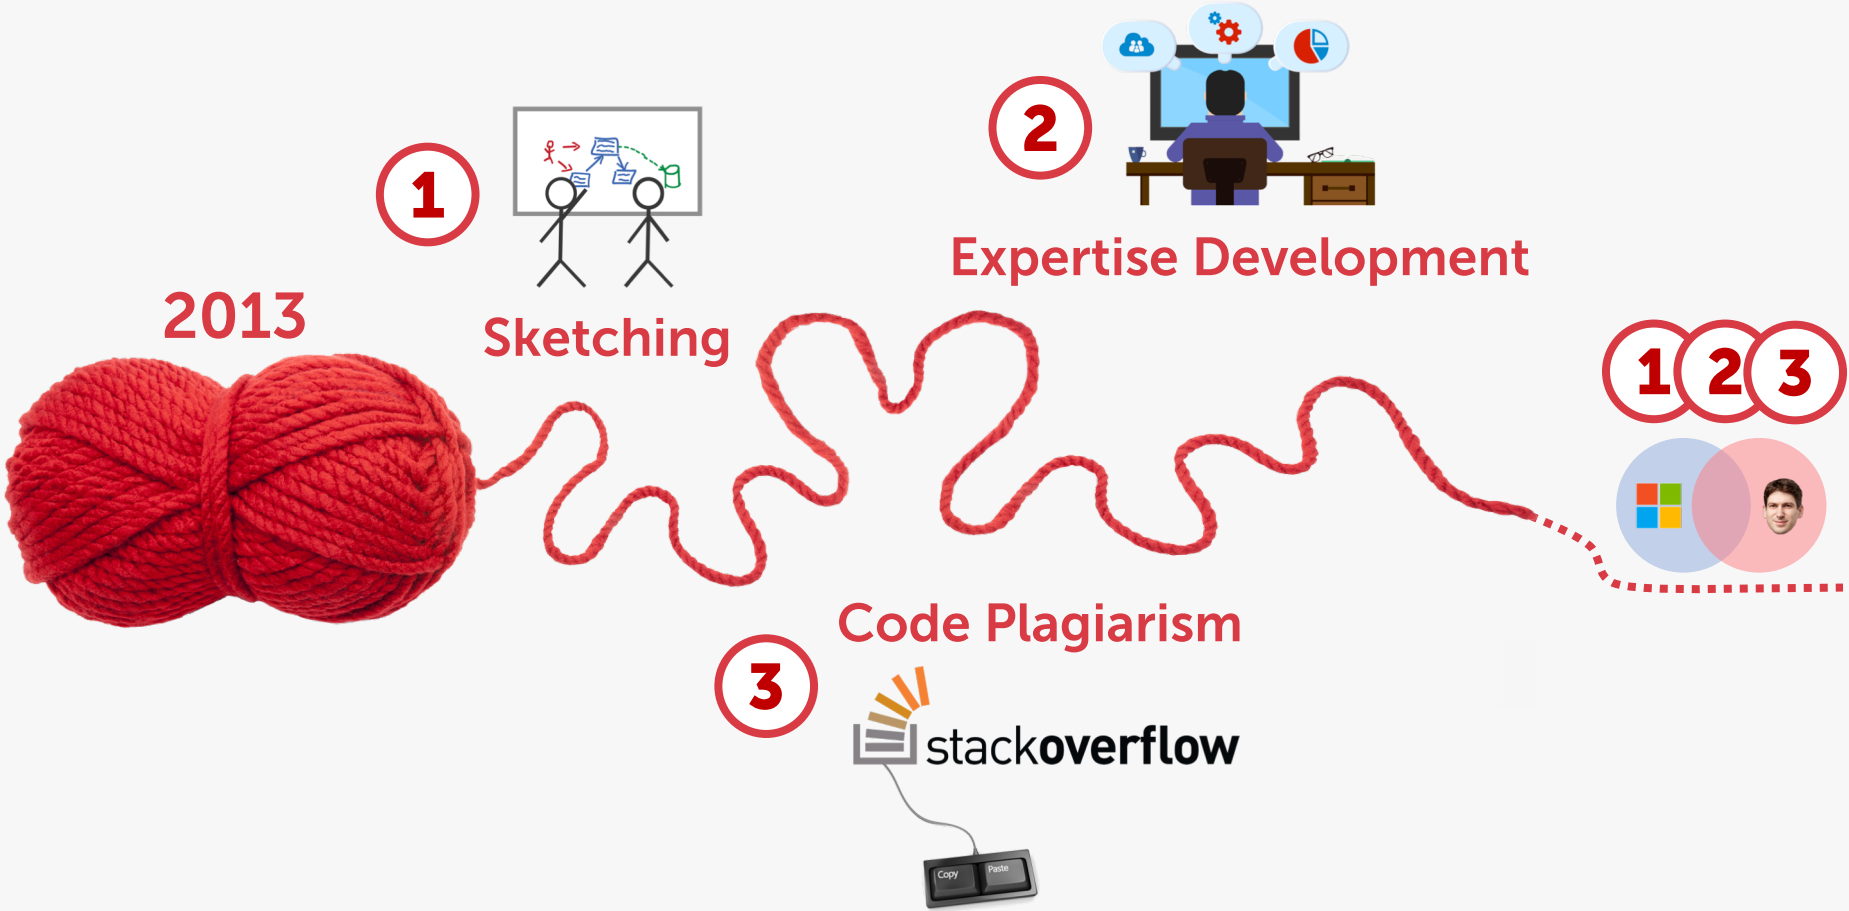 2013
1
Sketching
2
Expertise Development
1 2 3
Code Plagiarism
3
stackoverflow
Copy Paste